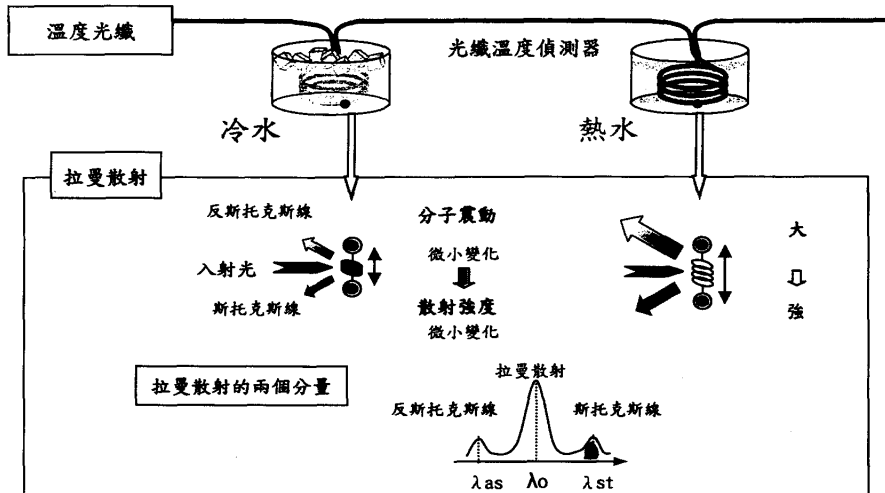 溫度光纖
光纖溫度偵測器
冷水
熱水
拉曼散射
反斯托克斯線
入射光
斯托克斯線
分子震動
微小變化
散射強度
微小變化
大
強
拉曼散射的兩個分量
拉曼散射
反斯托克斯線
斯托克斯線
λas
λo
λst